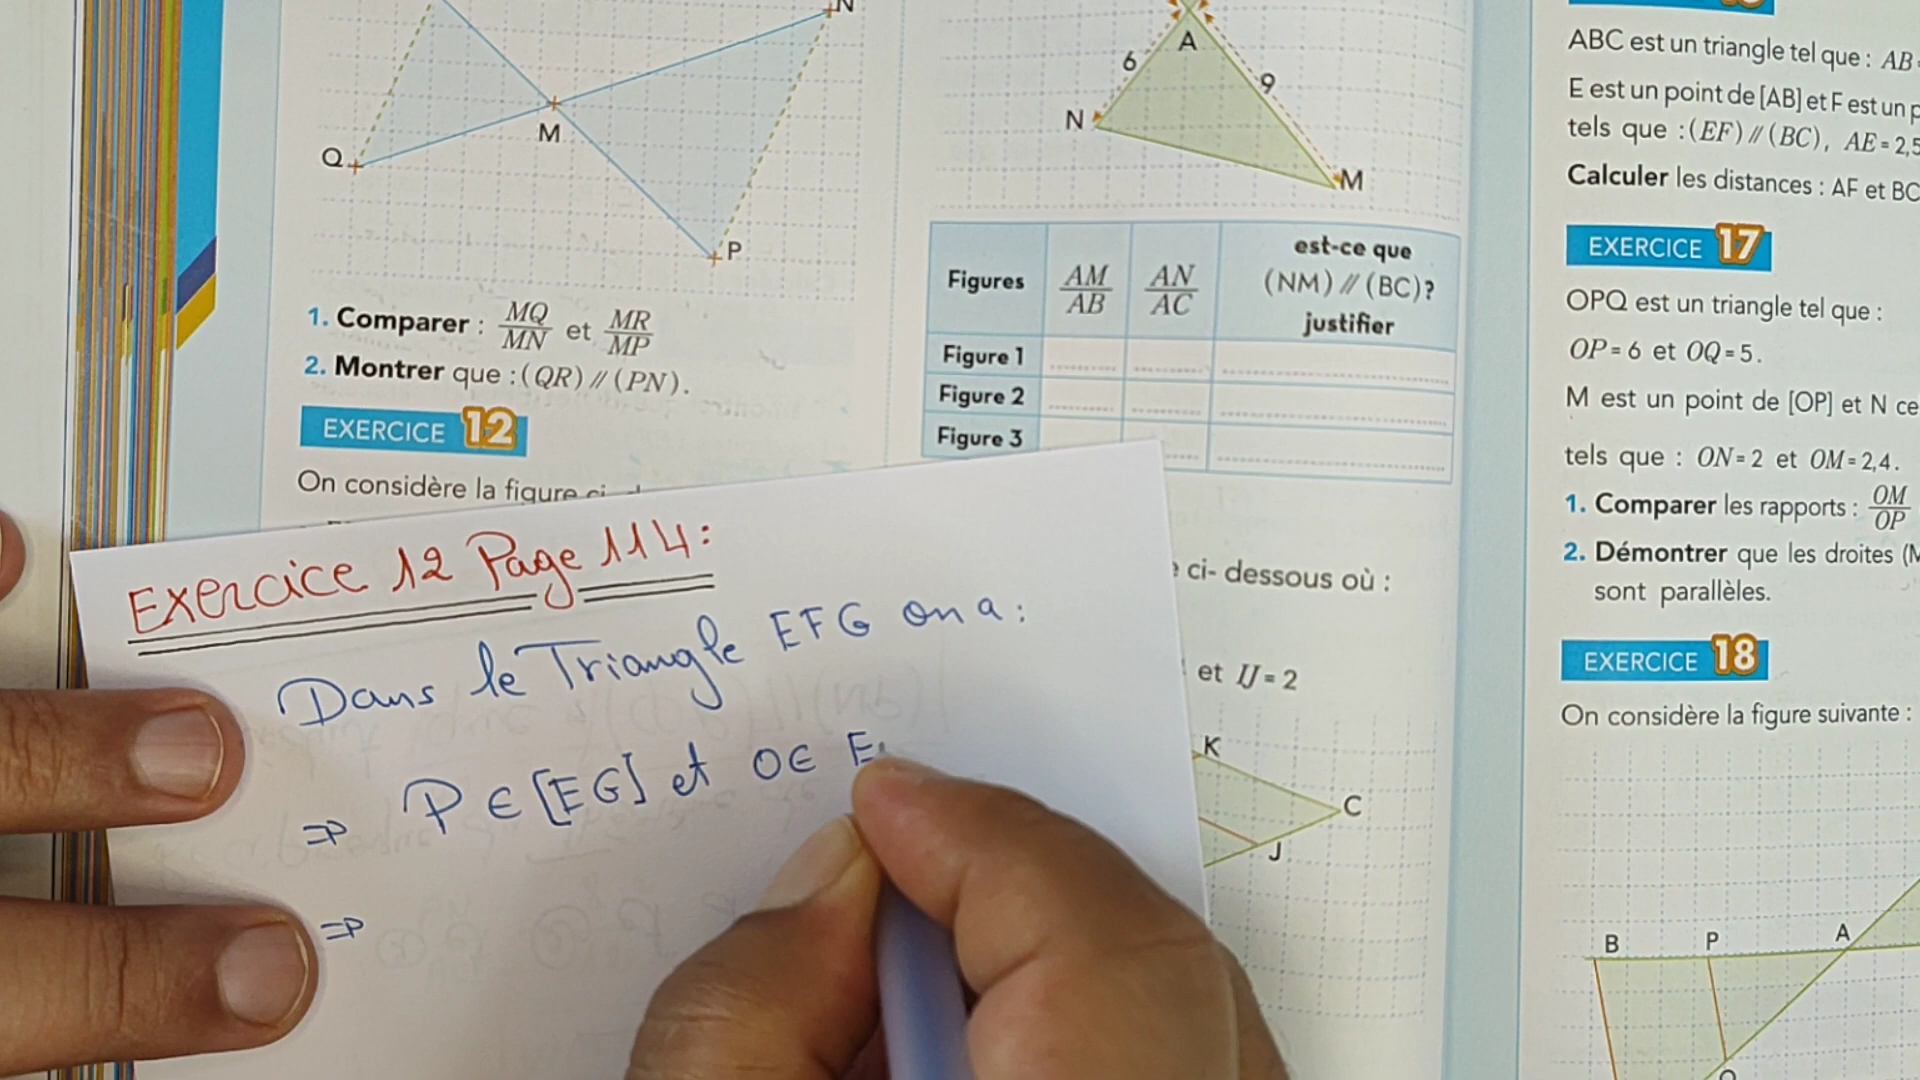 N
Q
M
P
1. Comparer : MQ/MN et MR/MP
2. Montrer que : (QR) // (PN).
EXERCICE 12
On considère la figure
Exercice 12 Page 114:
Dans le Triangle EFG on a :
⇒ P ∈ [EG] et O ∈ E
⇒
A
6
9
N
M
Figures AM/AB AN/AC est-ce que (NM) // (BC)? justifier
Figure 1
Figure 2
Figure 3
ci- dessous où :
et IJ = 2
K
C
J
ABC est un triangle tel que : AB
E est un point de [AB] et F est un
tels que : (EF) // (BC), AE = 2,5
Calculer les distances : AF et BC
EXERCICE 17
OPQ est un triangle tel que :
OP = 6 et OQ = 5.
M est un point de [OP] et N ce
tels que : ON = 2 et OM = 2,4.
1. Comparer les rapports : OM/OP
2. Démontrer que les droites (M
sont parallèles.
EXERCICE 18
On considère la figure suivante :
B P A